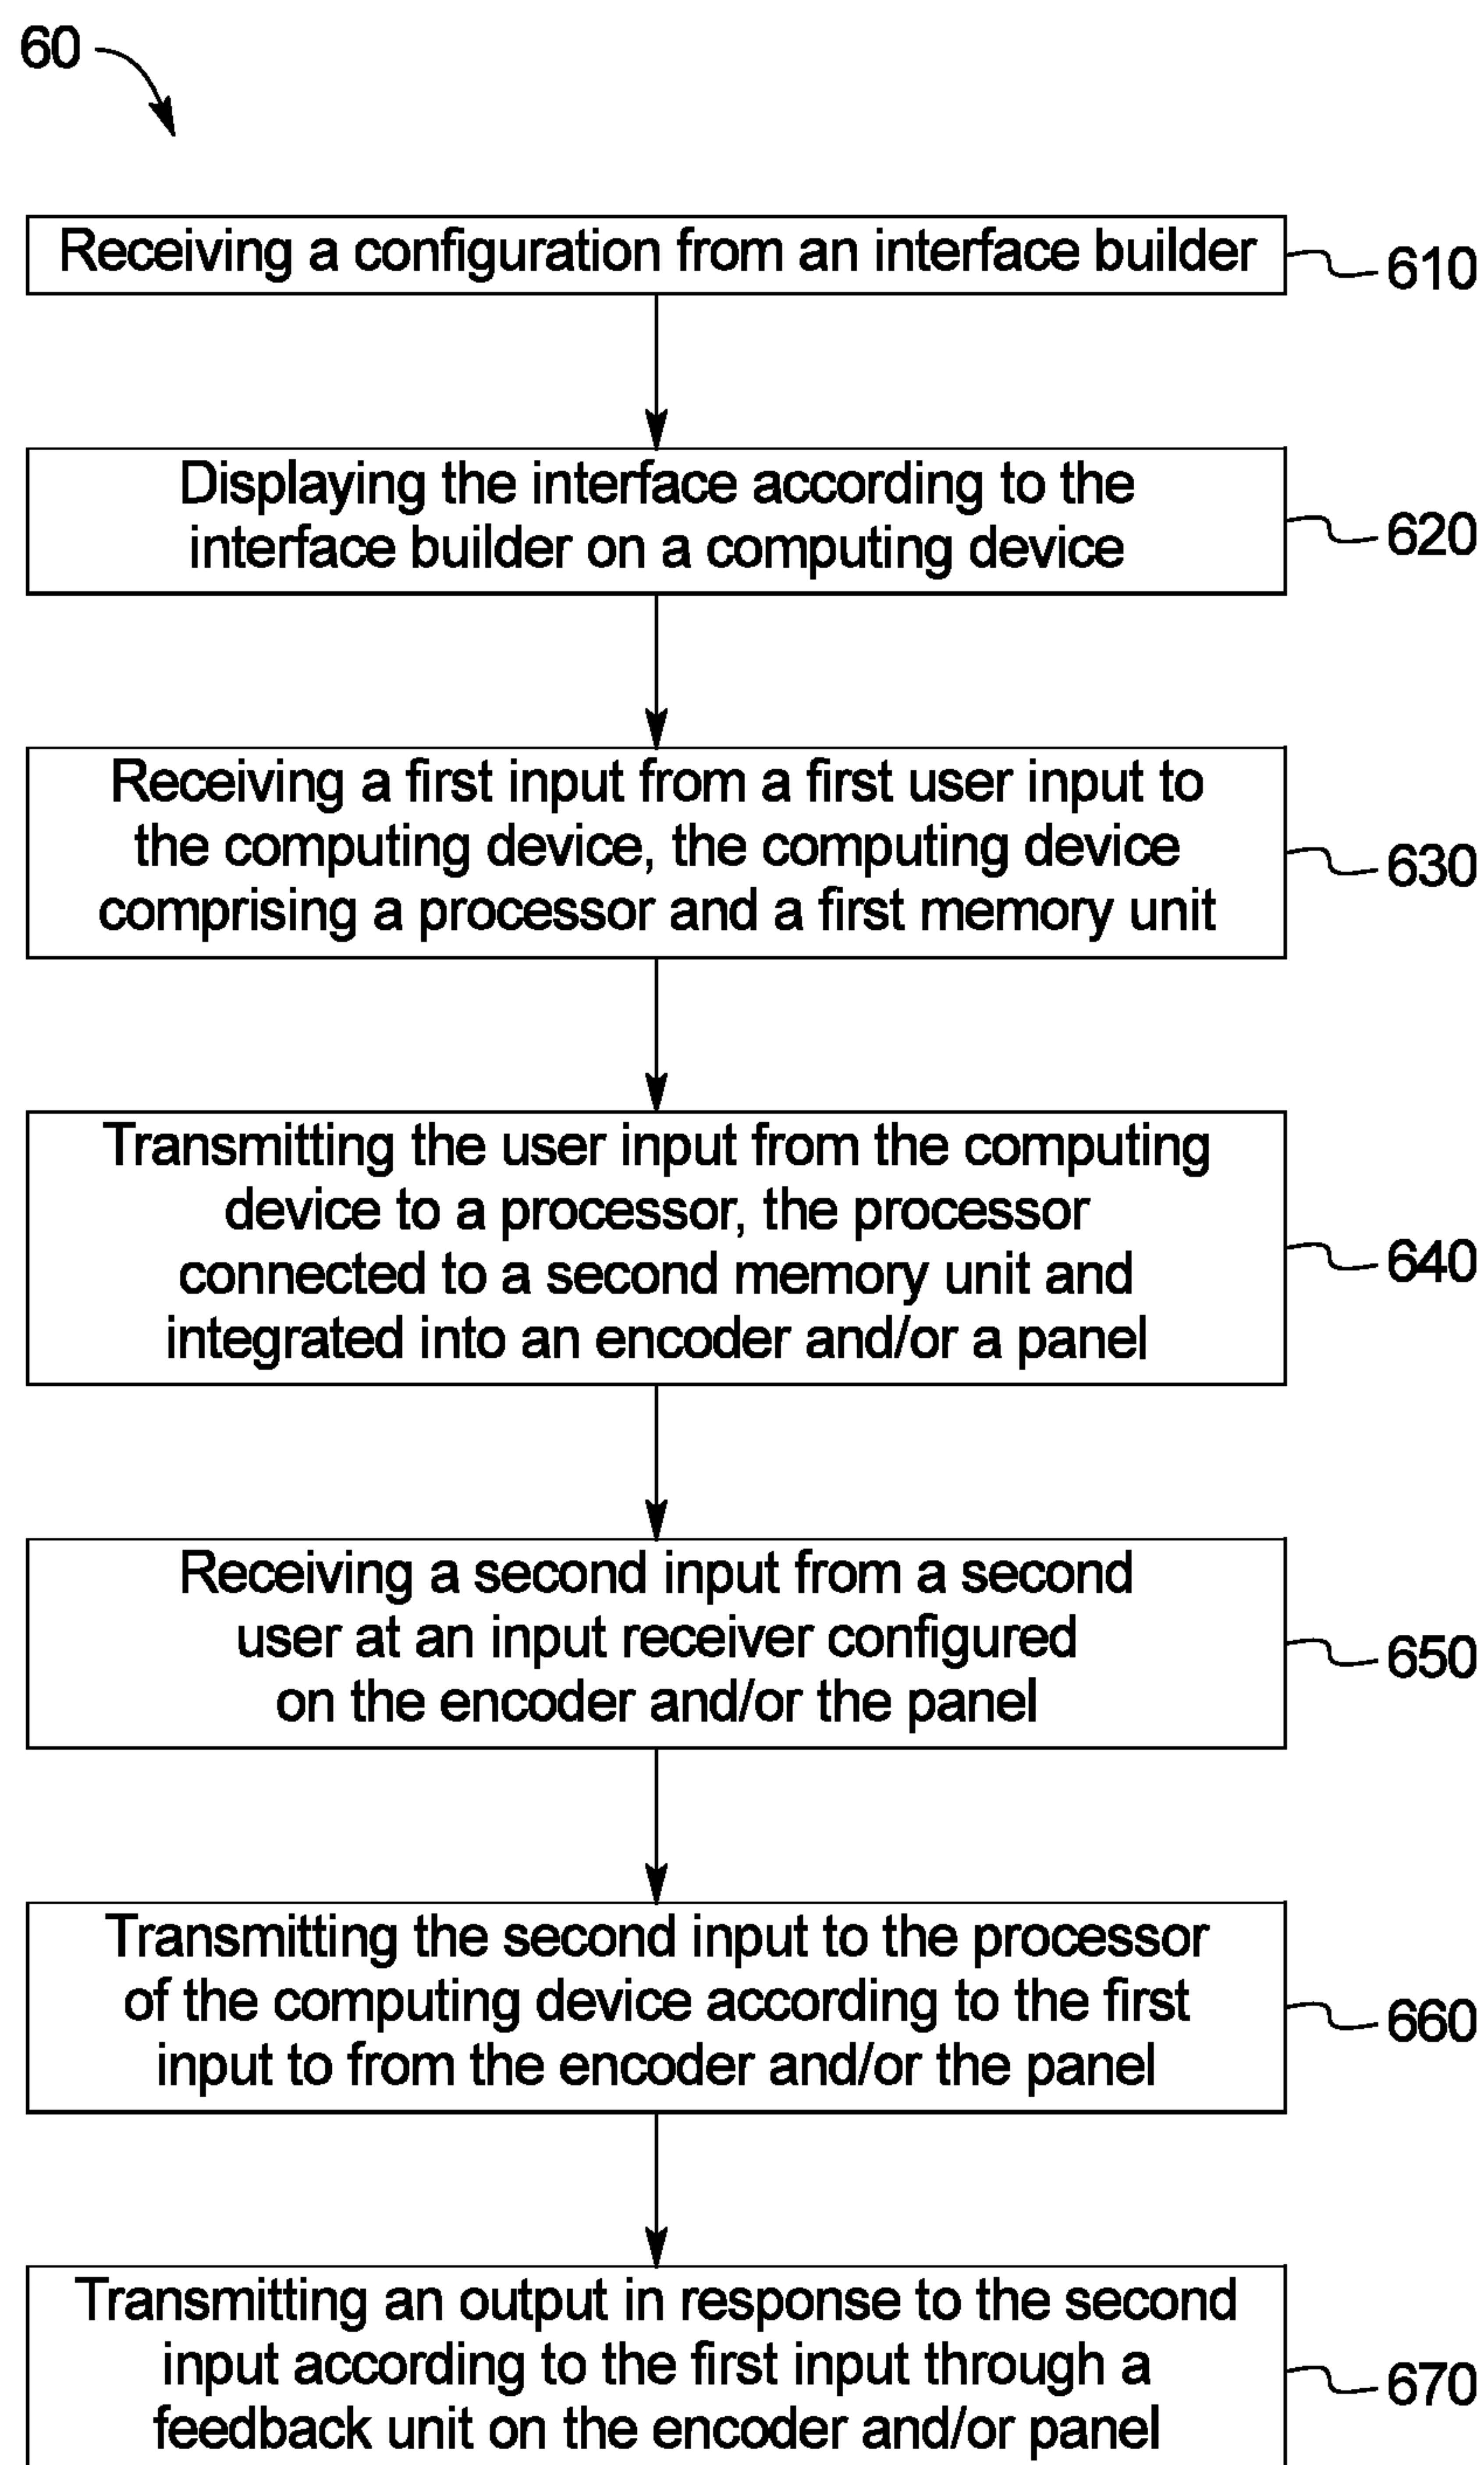 60
Receiving a configuration from an interface builder
610
Displaying the interface according to the
interface builder on a computing device
620
Receiving a first input from a first user input to
the computing device, the computing device
comprising a processor and a first memory unit
630
Transmitting the user input from the computing
device to a processor, the processor
connected to a second memory unit and
integrated into an encoder and/or a panel
640
Receiving a second input from a second
user at an input receiver configured
on the encoder and/or the panel
650
Transmitting the second input to the processor
of the computing device according to the first
input to from the encoder and/or the panel
660
Transmitting an output in response to the second
input according to the first input through a
feedback unit on the encoder and/or panel
670